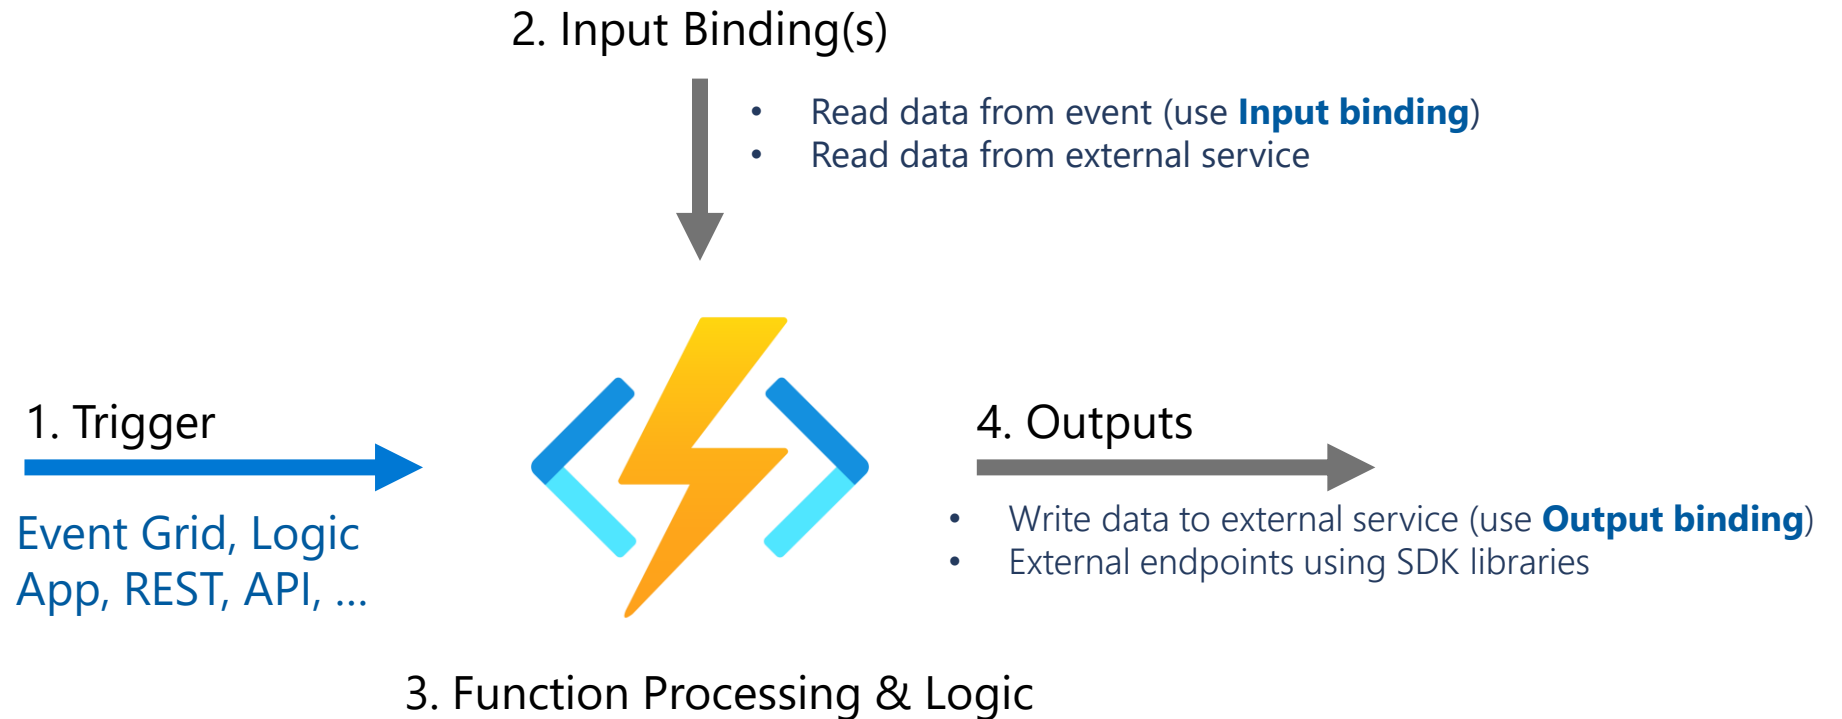 2. Input Binding(s)
• Read data from event (use Input binding)
• Read data from external service
1. Trigger
Event Grid, Logic
App, REST, API, ...
4. Outputs
• Write data to external service (use Output binding)
• External endpoints using SDK libraries
3. Function Processing & Logic